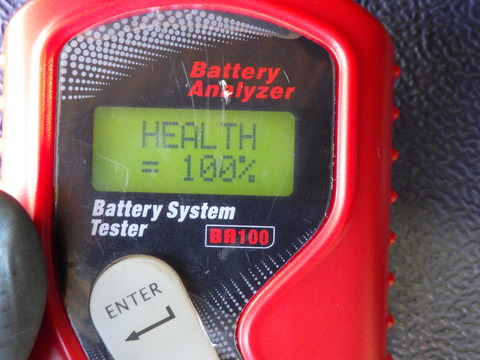 Battery
Analyzer
HEALTH
= 100%
Battery System
Tester
BR100
ENTER